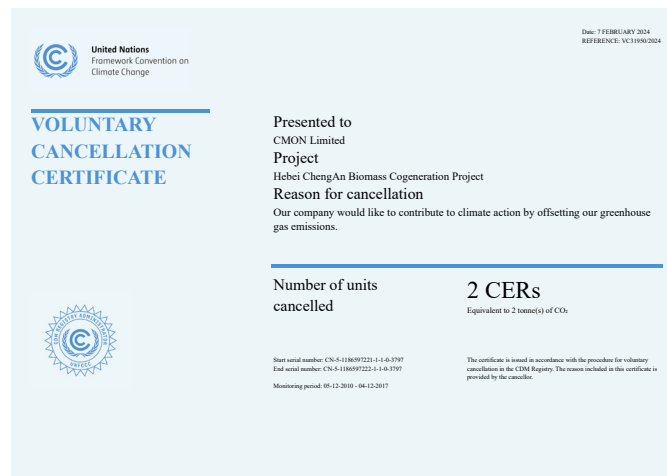 Date: 7 FEBRUARY 2024
REFERENCE: VC31950/2024
United Nations
Framework Convention on
Climate Change
VOLUNTARY
CANCELLATION
CERTIFICATE
Presented to
CMON Limited
Project
Hebei ChengAn Biomass Cogeneration Project
Reason for cancellation
Our company would like to contribute to climate action by offsetting our greenhouse
gas emissions.
Number of units
cancelled
2 CERs
Equivalent to 2 tonne(s) of CO₂
CDM REGISTRY ADMINISTRATOR
UNFCCC
Start serial number: CN-5-1186597221-1-1-0-3797
End serial number: CN-5-1186597222-1-1-0-3797
Monitoring period: 05-12-2010 - 04-12-2017
The certificate is issued in accordance with the procedure for voluntary
cancellation in the CDM Registry. The reason included in this certificate is
provided by the cancellor.